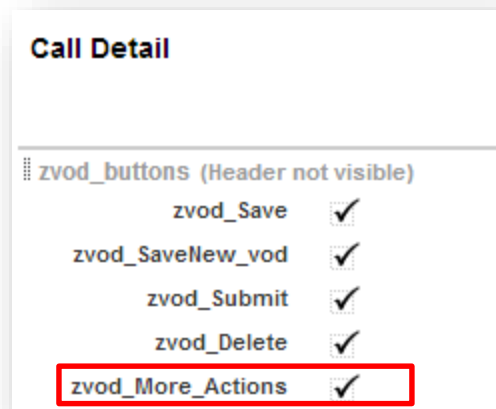 Call Detail
zvod_buttons (Header not visible)
zvod_Save
zvod_SaveNew_vod
zvod_Submit
zvod_Delete
zvod_More_Actions